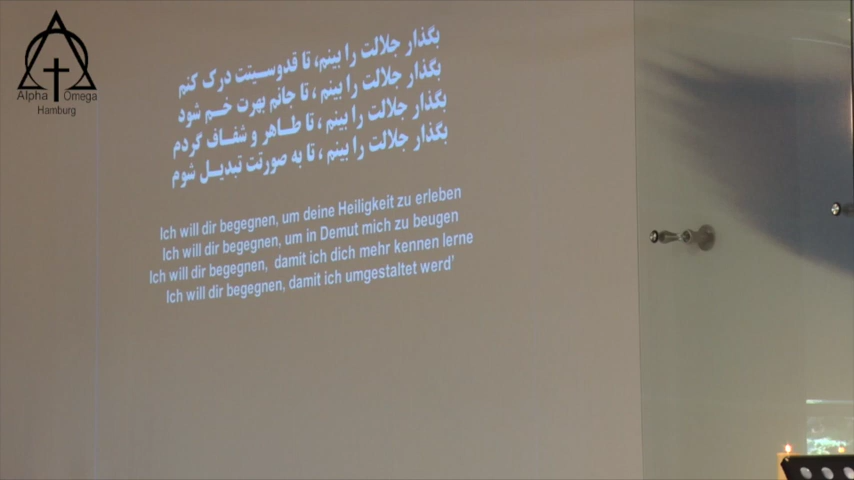 Alpha Omega
Hamburg
بگذار جلالت را بینم، تا قدوسیتت درک کنم
بگذار جلالت را بینم ، تا جانم بهرت خم شود
بگذار جلالت را بینم ، تا طاهر و شفاف گردم
بگذار جلالت را بینم ، تا به صورتت تبدیل شوم
Ich will dir begegnen, um deine Heiligkeit zu erleben
Ich will dir begegnen, um in Demut mich zu beugen
Ich will dir begegnen, damit ich dich mehr kennen lerne
Ich will dir begegnen, damit ich umgestaltet werd'